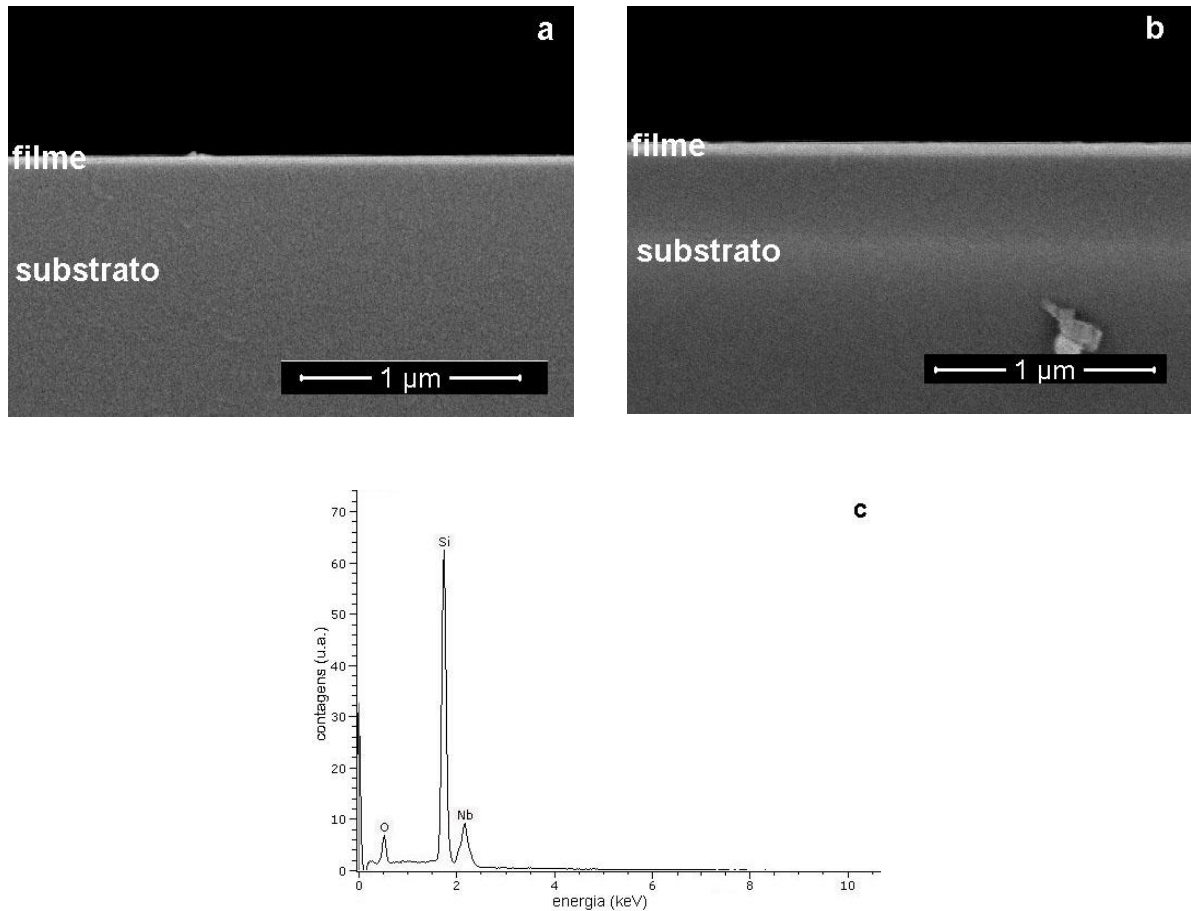 a
filme
substrato
1 µm
b
filme
substrato
1 µm
c
70
60
50
40
30
20
10
0
contagens (u.a.)
Si
O
Nb
0 2 4 6 8 10
energia (keV)